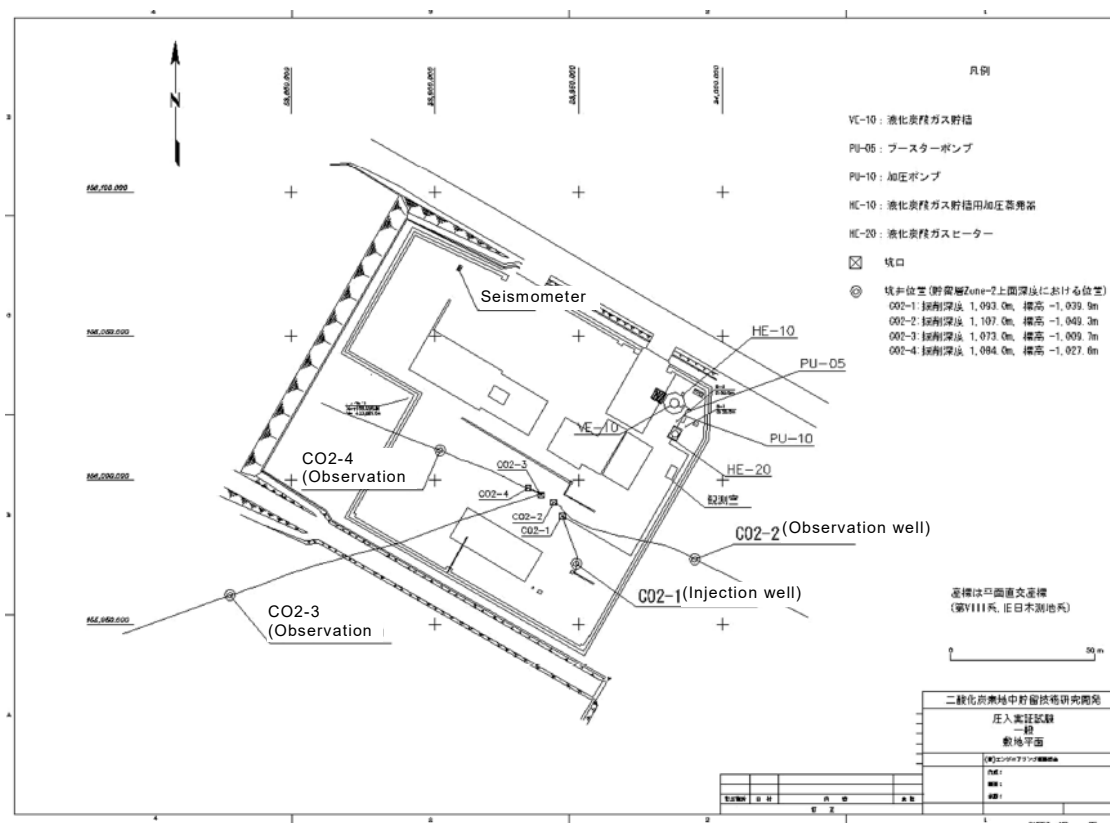 N
凡例
VE-10 : 液化炭酸ガス貯槽
PU-05 : ブースターポンプ
PU-10 : 加圧ポンプ
HE-10 : 液化炭酸ガス貯槽用加圧蒸発器
HE-20 : 液化炭酸ガスヒーター
坑口
坑井位置(貯留層Zone-2上面深度における位置)
CO2-1: 掘削深度 1,093.0m, 標高 -1,039.9m
CO2-2: 掘削深度 1,107.0m, 標高 -1,049.3m
CO2-3: 掘削深度 1,073.0m, 標高 -1,009.7m
CO2-4: 掘削深度 1,084.0m, 標高 -1,027.6m
Seismometer
HE-10
PU-05
VE-10
PU-10
HE-20
観測室
CO2-4
(Observation
CO2-3
CO2-4
CO2-2
CO2-1
CO2-2 (Observation well)
CO2-1 (Injection well)
CO2-3
(Observation
座標は平面直交座標
(第VIII系, 旧日本測地系)
0 50 m
二酸化炭素地中貯留技術研究開発
圧入実証試験
一般
敷地平面